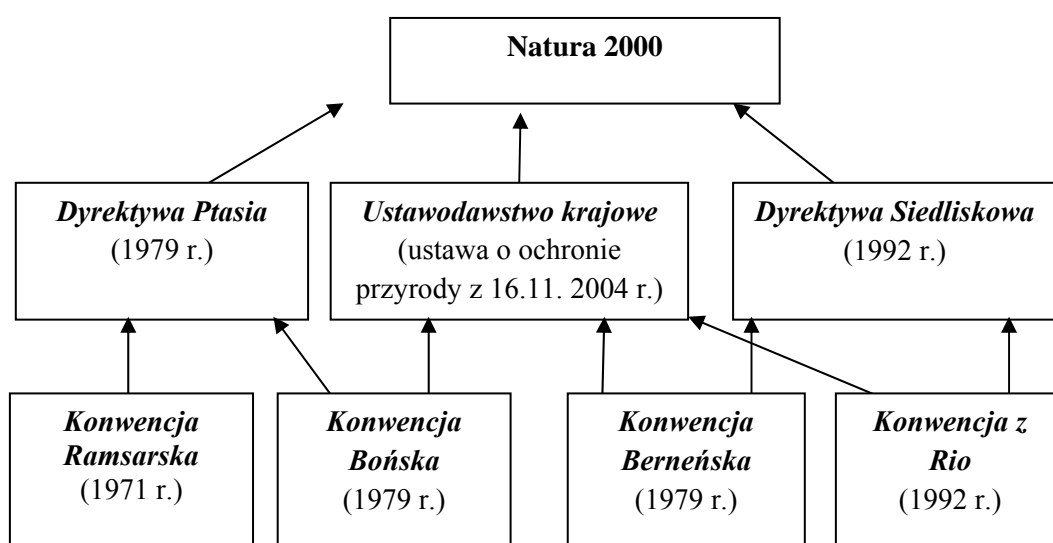 Natura 2000
Dyrektywa Ptasia
(1979 r.)
Ustawodawstwo krajowe
(ustawa o ochronie
przyrody z 16.11. 2004 r.)
Dyrektywa Siedliskowa
(1992 r.)
Konwencja
Ramsarska
(1971 r.)
Konwencja
Bońska
(1979 r.)
Konwencja
Berneńska
(1979 r.)
Konwencja z
Rio
(1992 r.)